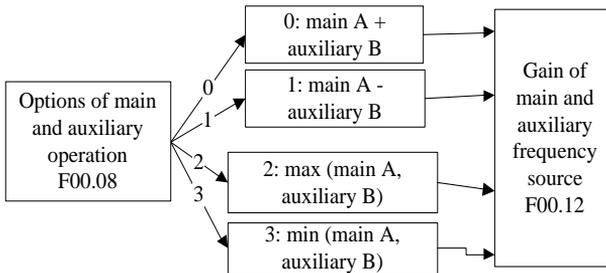 Options of main
and auxiliary
operation
F00.08
0
1
2
3
0: main A +
auxiliary B
1: main A -
auxiliary B
2: max (main A,
auxiliary B)
3: min (main A,
auxiliary B)
Gain of
main and
auxiliary
frequency
source
F00.12